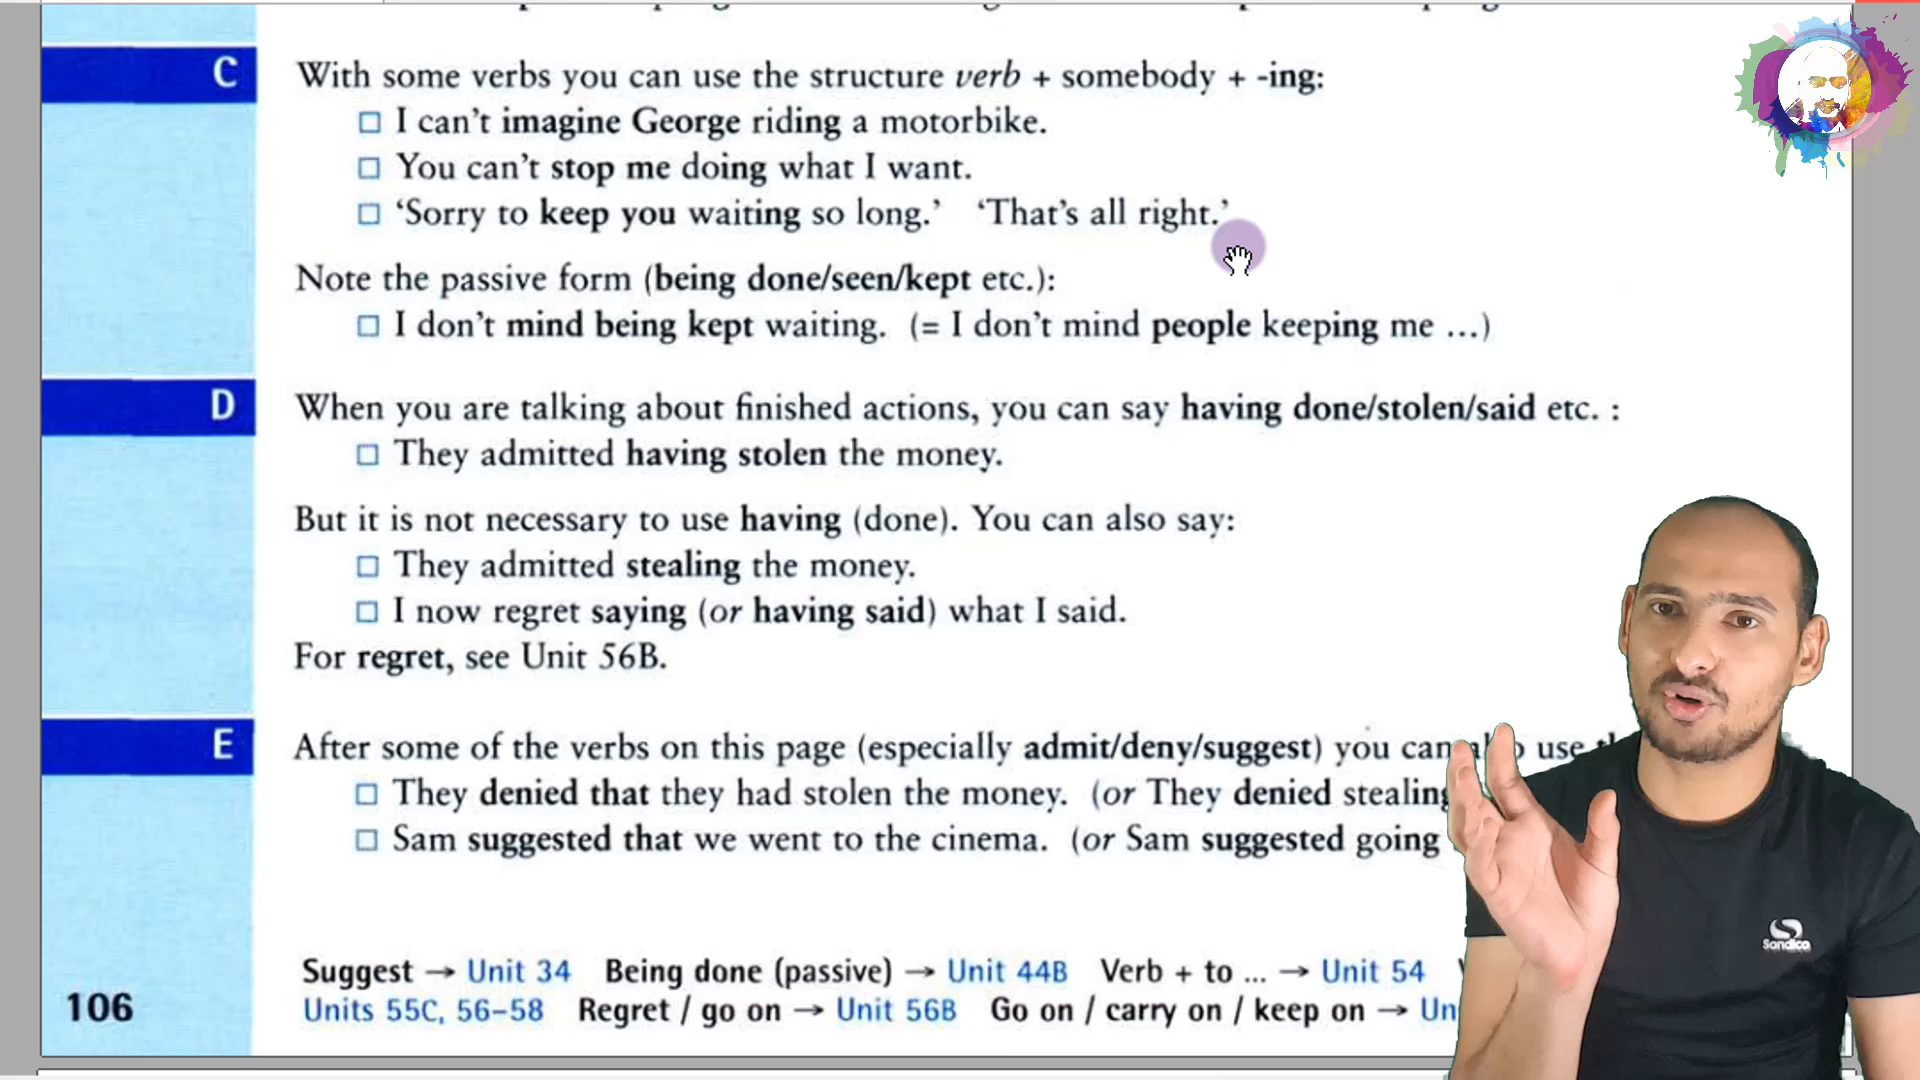 C
With some verbs you can use the structure verb + somebody + -ing:
I can't imagine George riding a motorbike.
You can't stop me doing what I want.
‘Sorry to keep you waiting so long.’ ‘That's all right.’
Note the passive form (being done/seen/kept etc.):
I don't mind being kept waiting. (= I don't mind people keeping me ...)
D
When you are talking about finished actions, you can say having done/stolen/said etc. :
They admitted having stolen the money.
But it is not necessary to use having (done). You can also say:
They admitted stealing the money.
I now regret saying (or having said) what I said.
For regret, see Unit 56B.
E
After some of the verbs on this page (especially admit/deny/suggest) you can use
They denied that they had stolen the money. (or They denied stealing
Sam suggested that we went to the cinema. (or Sam suggested going
Suggest → Unit 34 Being done (passive) → Unit 44B Verb + to ... → Unit 54
106
Units 55C, 56–58 Regret / go on → Unit 56B Go on / carry on / keep on →
Sondico